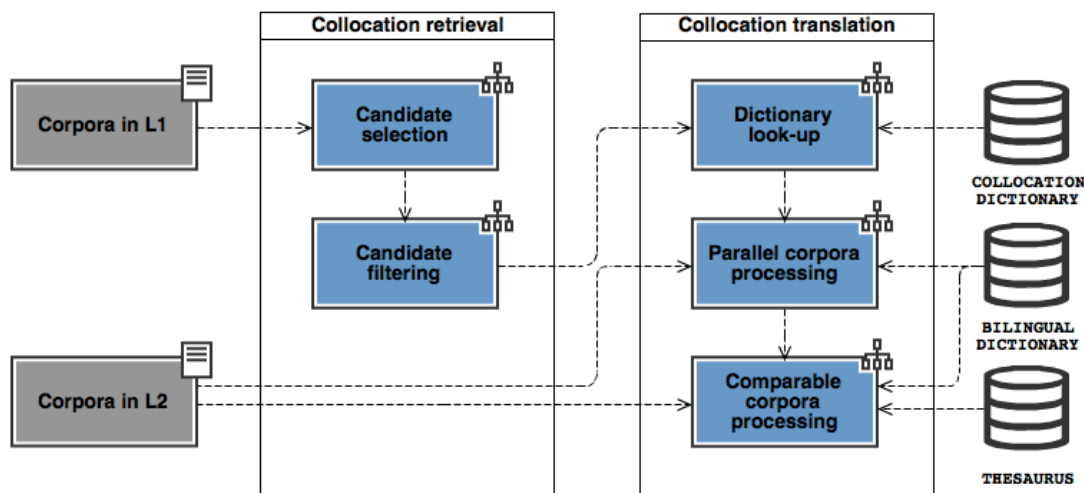 Collocation retrieval
Collocation translation
Corpora in L1
Candidate
selection
Dictionary
look-up
COLLOCATION
DICTIONARY
Candidate
filtering
Parallel corpora
processing
BILINGUAL
DICTIONARY
Corpora in L2
Comparable
corpora
processing
THESAURUS